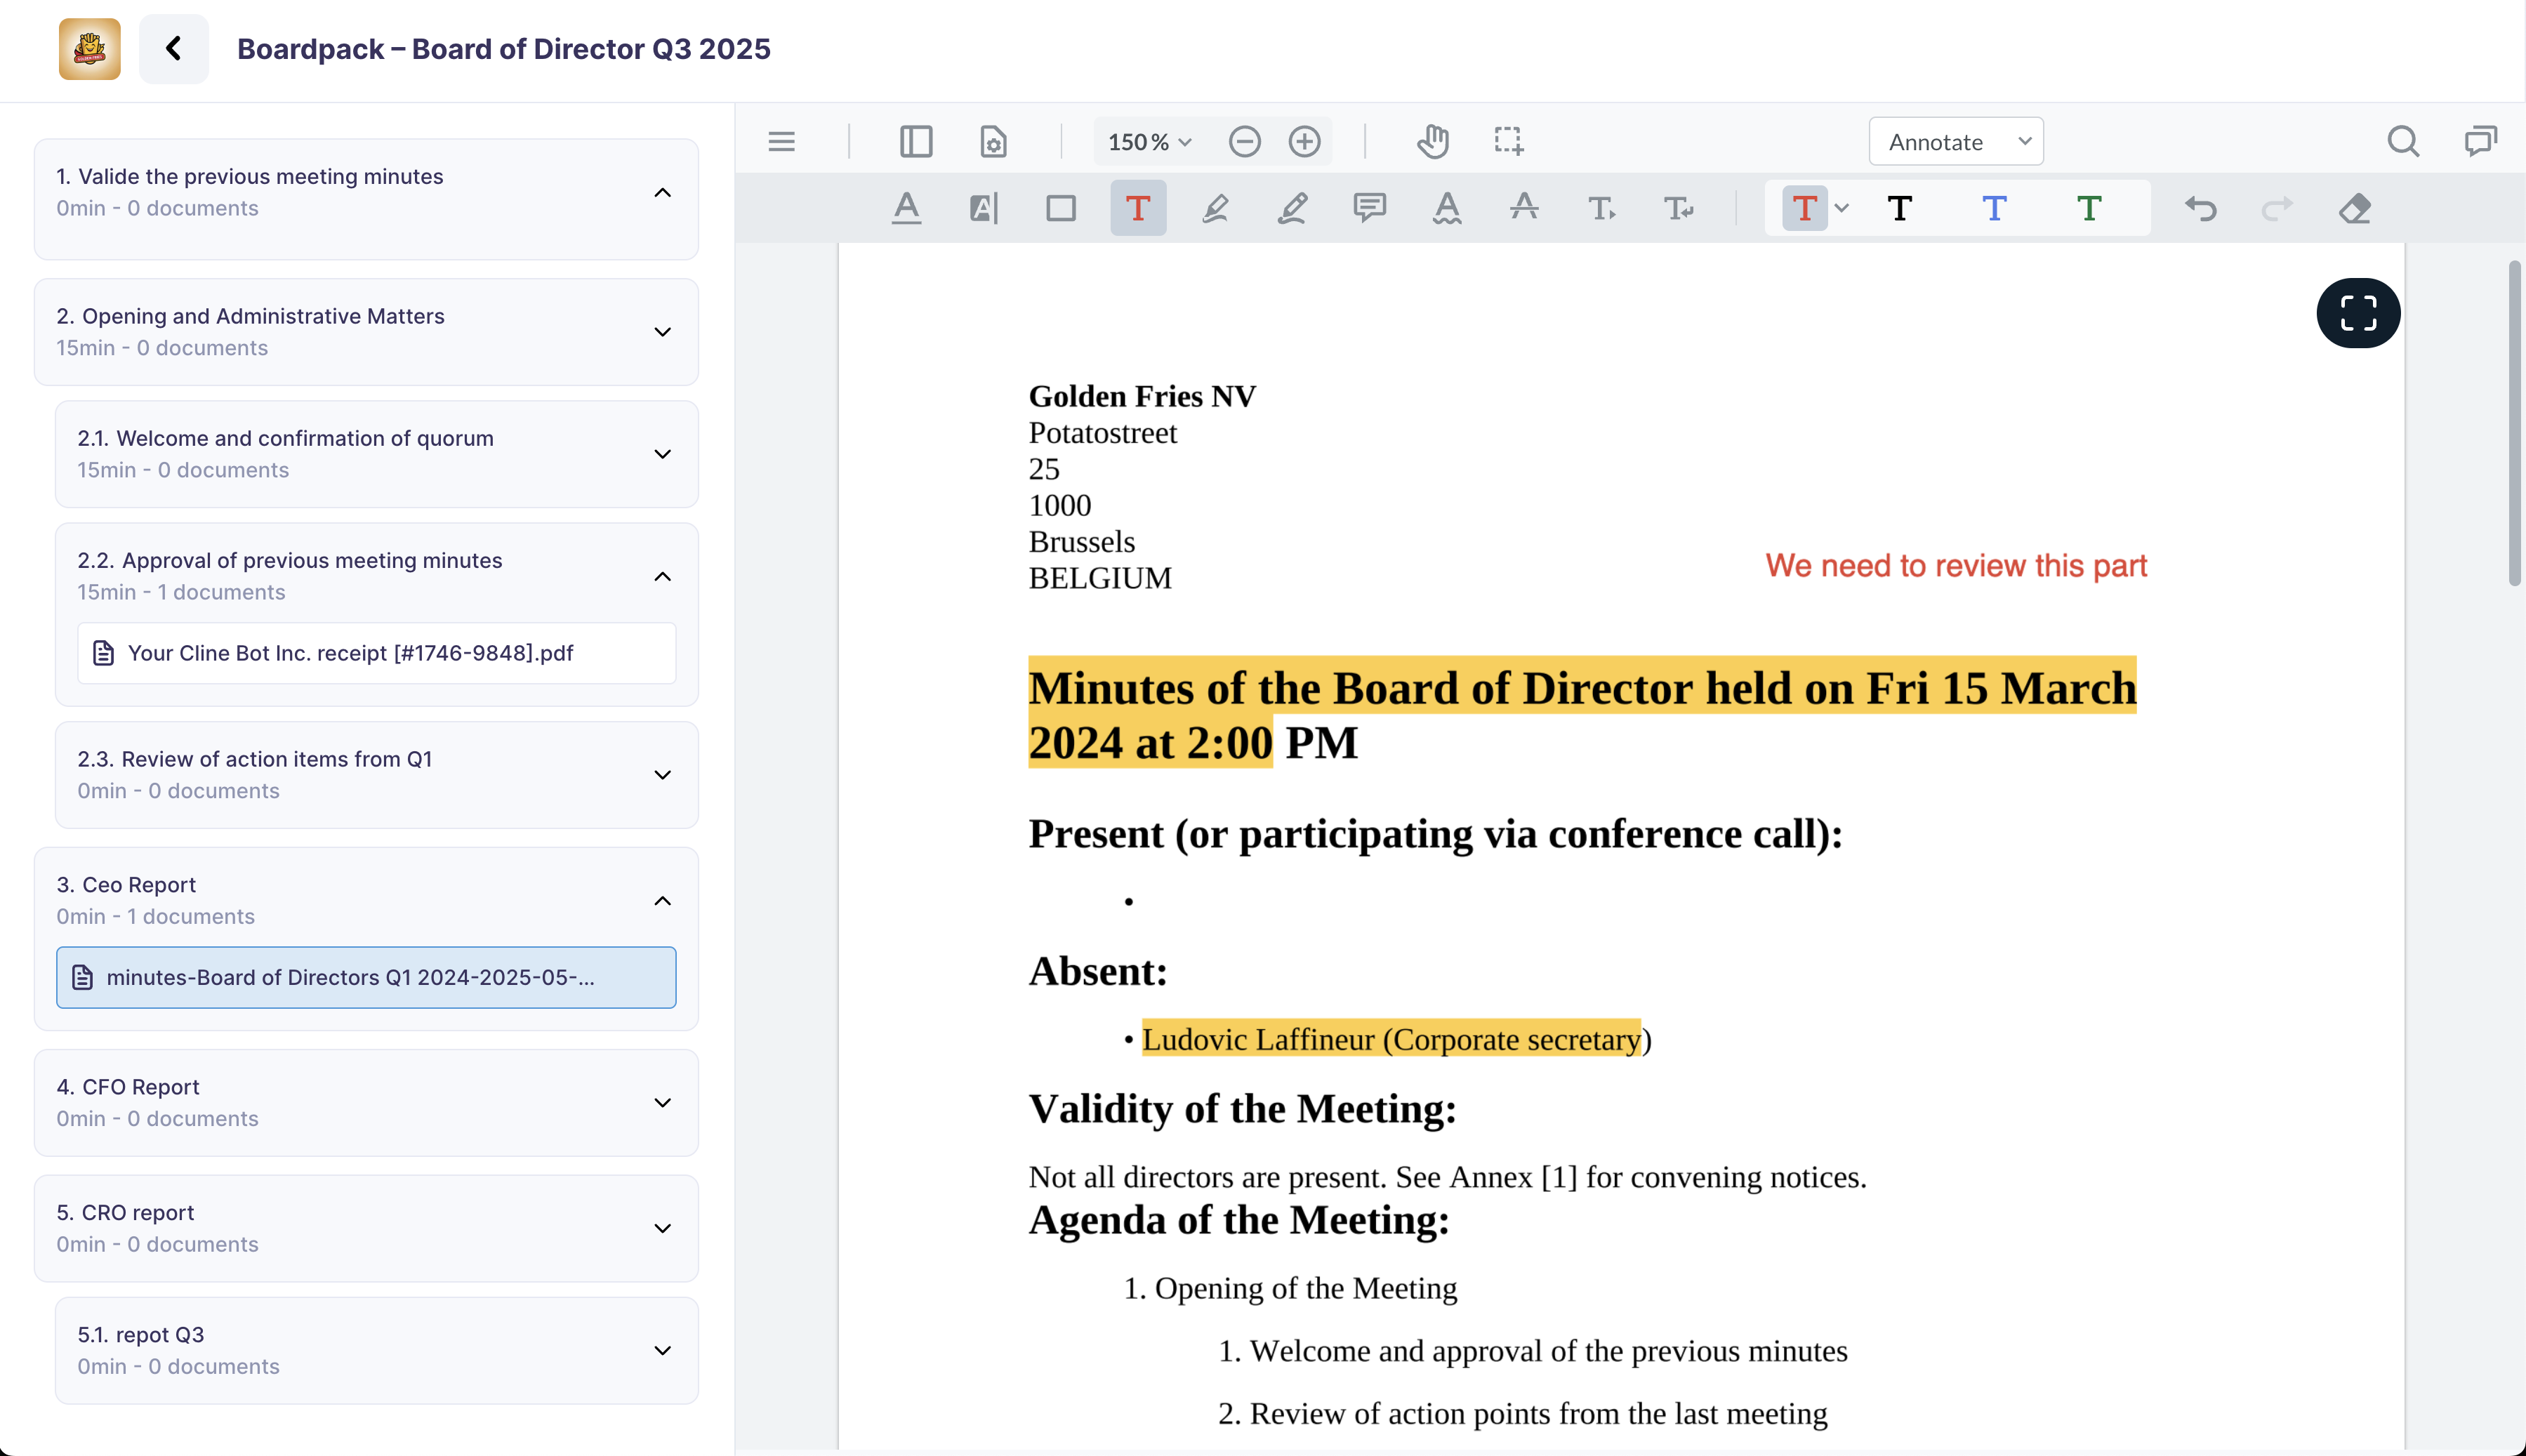 Boardpack – Board of Director Q3 2025
1. Valide the previous meeting minutes
0min - 0 documents
2. Opening and Administrative Matters
15min - 0 documents
2.1. Welcome and confirmation of quorum
15min - 0 documents
2.2. Approval of previous meeting minutes
15min - 1 documents
Your Cline Bot Inc. receipt [#1746-9848].pdf
2.3. Review of action items from Q1
0min - 0 documents
3. Ceo Report
0min - 1 documents
minutes-Board of Directors Q1 2024-2025-05-...
4. CFO Report
0min - 0 documents
5. CRO report
0min - 0 documents
5.1. repot Q3
0min - 0 documents
150 %
Annotate
Golden Fries NV
Potatostreet
25
1000
Brussels
BELGIUM
We need to review this part
Minutes of the Board of Director held on Fri 15 March
2024 at 2:00 PM
Present (or participating via conference call):
•
Absent:
• Ludovic Laffineur (Corporate secretary)
Validity of the Meeting:
Not all directors are present. See Annex [1] for convening notices.
Agenda of the Meeting:
1. Opening of the Meeting
1. Welcome and approval of the previous minutes
2. Review of action points from the last meeting